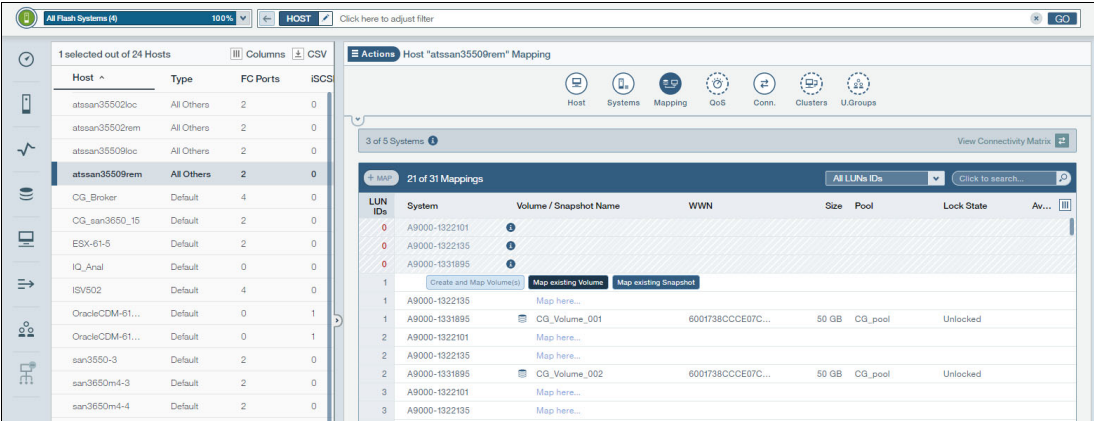 All Flash Systems (4) 100% HOST Click here to adjust filter GO
1 selected out of 24 Hosts Columns CSV
Host Type FC Ports iSCSI
atssan35502loc All Others 2 0
atssan35502rem All Others 2 0
atssan35509loc All Others 2 0
atssan35509rem All Others 2 0
CG_Broker Default 4 0
CG_san3650_15 Default 2 0
ESX-61-5 Default 2 0
IQ_Anal Default 0 0
ISV502 Default 4 0
OracleCDM-61... Default 0 1
OracleCDM-61... Default 0 1
san3550-3 Default 2 0
san3650m4-3 Default 2 0
san3650m4-4 Default 2 0
Actions Host "atssan35509rem" Mapping
Host Systems Mapping QoS Conn. Clusters U.Groups
3 of 5 Systems View Connectivity Matrix
+ MAP 21 of 31 Mappings All LUNs IDs Click to search...
LUN IDs System Volume / Snapshot Name WWN Size Pool Lock State Av...
0 A9000-1322101
0 A9000-1322135
0 A9000-1331895
1 Create and Map Volume(s) Map existing Volume Map existing Snapshot
1 A9000-1322135 Map here...
1 A9000-1331895 CG_Volume_001 6001738CCCE07C... 50 GB CG_pool Unlocked
2 A9000-1322101 Map here...
2 A9000-1322135 Map here...
2 A9000-1331895 CG_Volume_002 6001738CCCE07C... 50 GB CG_pool Unlocked
3 A9000-1322101 Map here...
3 A9000-1322135 Map here...